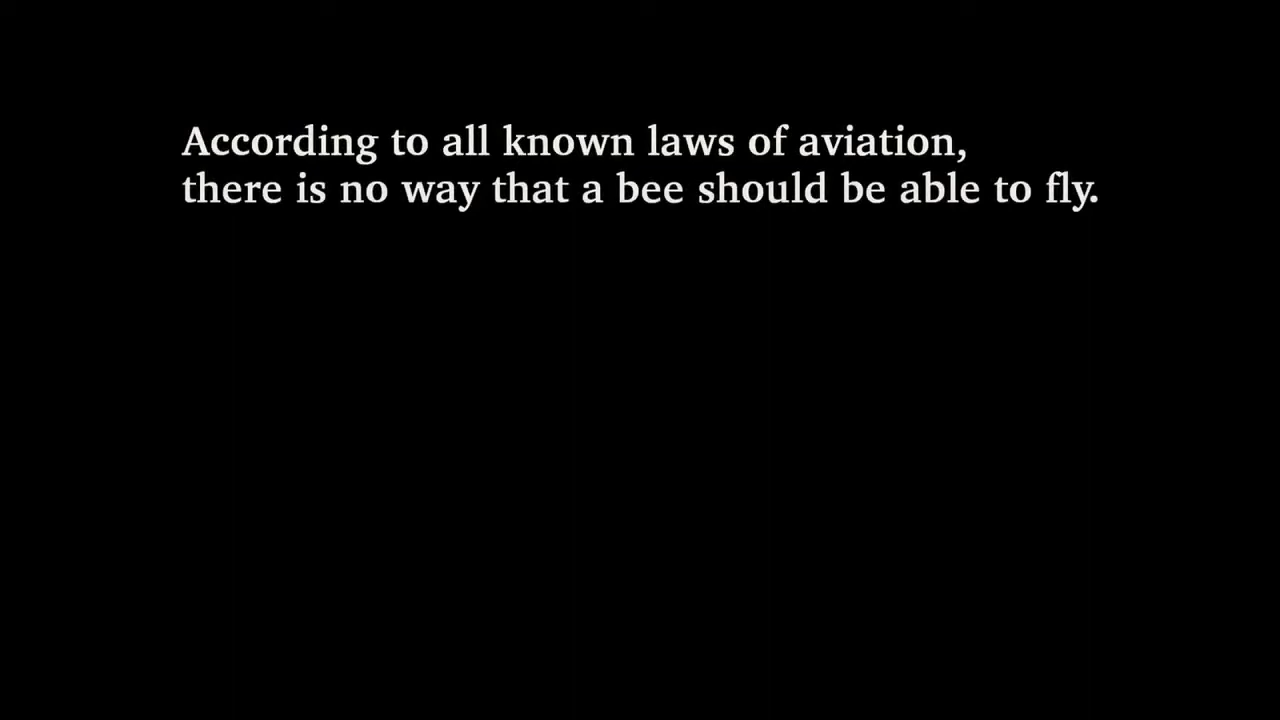 According to all known laws of aviation,
there is no way that a bee should be able to fly.